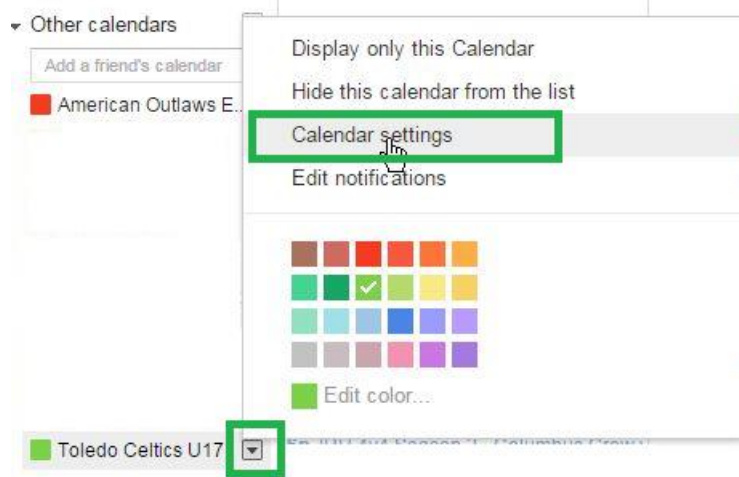 Other calendars
Add a friend's calendar
American Outlaws E..
Display only this Calendar
Hide this calendar from the list
Calendar settings
Edit notifications
Edit color...
Toledo Celtics U17